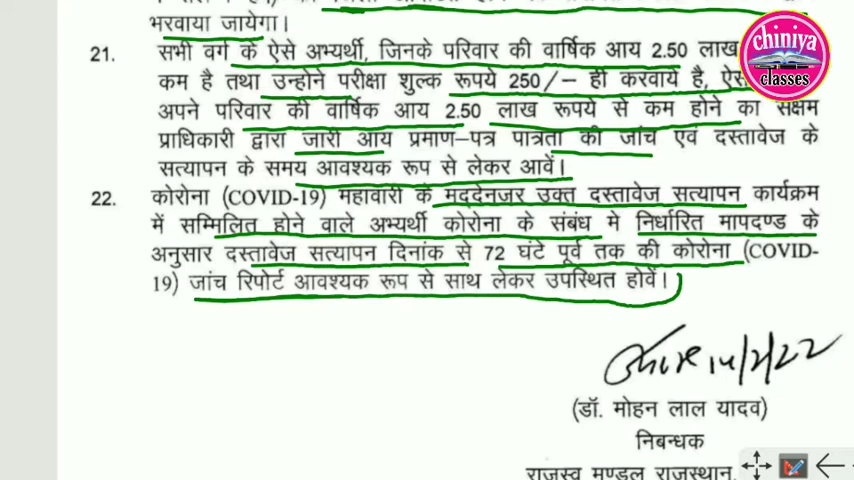 भरवाया जायेगा।
21. सभी वर्ग के ऐसे अभ्यर्थी, जिनके परिवार की वार्षिक आय 2.50 लाख
कम है तथा उन्होने परीक्षा शुल्क रूपये 250/– ही करवाये है,
अपने परिवार की वार्षिक आय 2.50 लाख रूपये से कम होने का सक्षम
प्राधिकारी द्वारा जारी आय प्रमाण–पत्र पात्रता की जांच एवं दस्तावेज के
सत्यापन के समय आवश्यक रूप से लेकर आवें।
22. कोरोना (COVID-19) महावारी के मद्देनजर उक्त दस्तावेज सत्यापन कार्यक्रम
में सम्मिलित होने वाले अभ्यर्थी कोरोना के संबंध मे निर्धारित मापदण्ड के
अनुसार दस्तावेज सत्यापन दिनांक से 72 घंटे पूर्व तक की कोरोना (COVID-
19) जांच रिपोर्ट आवश्यक रूप से साथ लेकर उपस्थित होवें।
14/2/22
(डॉ. मोहन लाल यादव)
निबन्धक
राजस्व मण्डल राजस्थान,
chiniya
classes